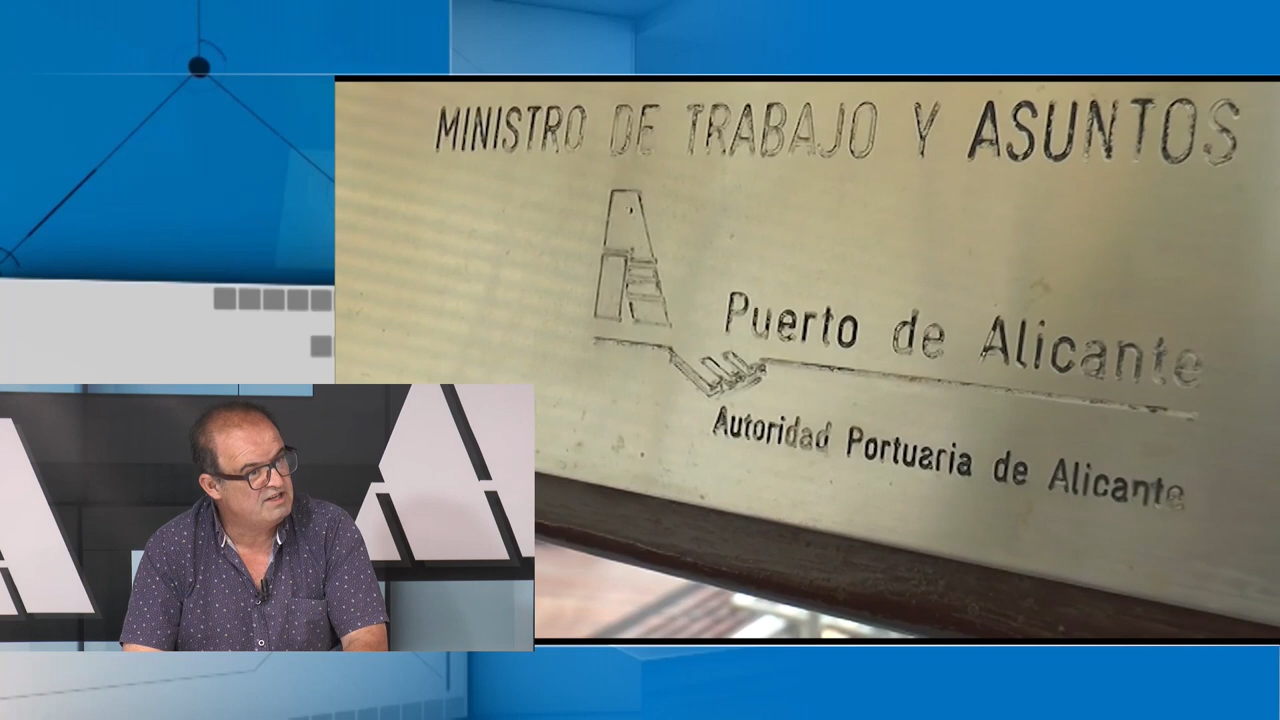 MINISTRO DE TRABAJO Y ASUNTOS
Puerto de Alicante
Autoridad Portuaria de Alicante